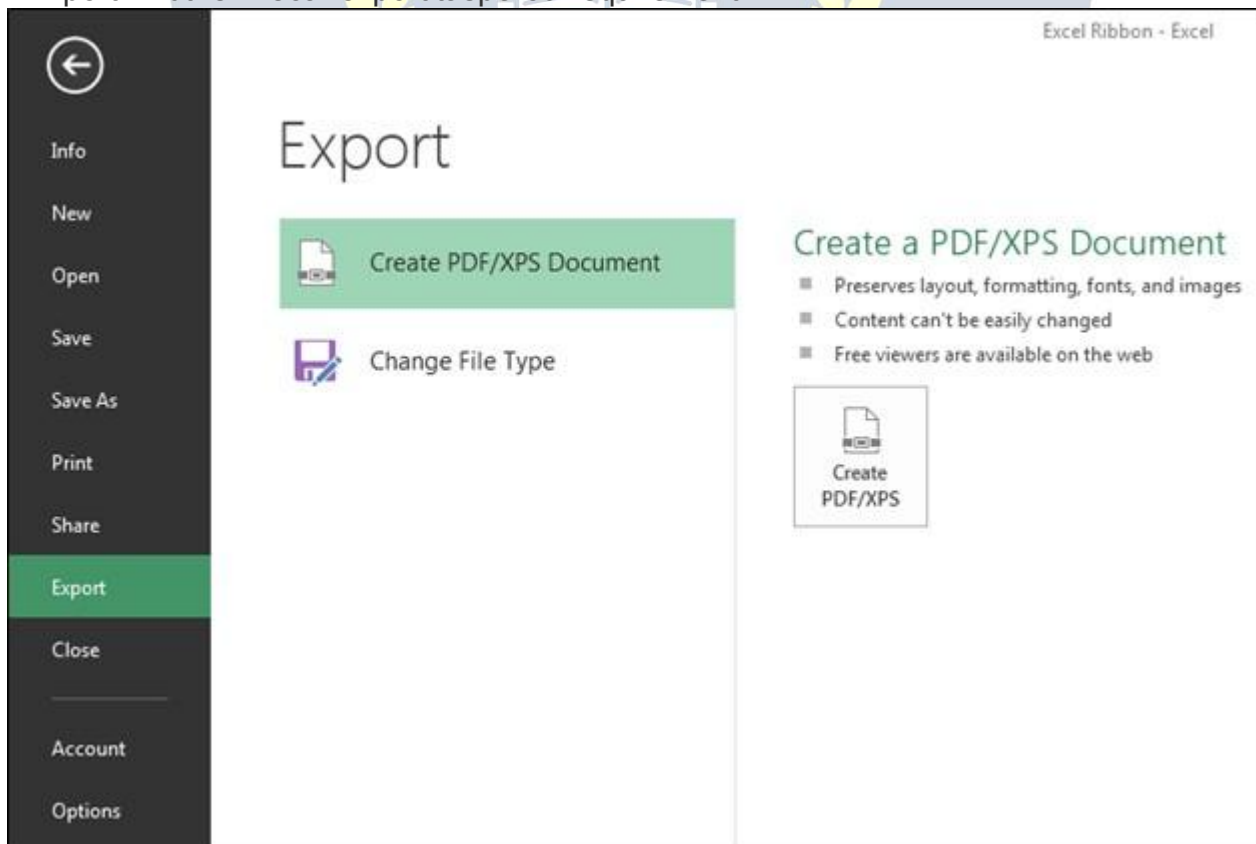 Excel Ribbon - Excel
Info
New
Open
Save
Save As
Print
Share
Export
Close
Account
Options
Export
Create PDF/XPS Document
Change File Type
Create a PDF/XPS Document
Preserves layout, formatting, fonts, and images
Content can't be easily changed
Free viewers are available on the web
Create
PDF/XPS